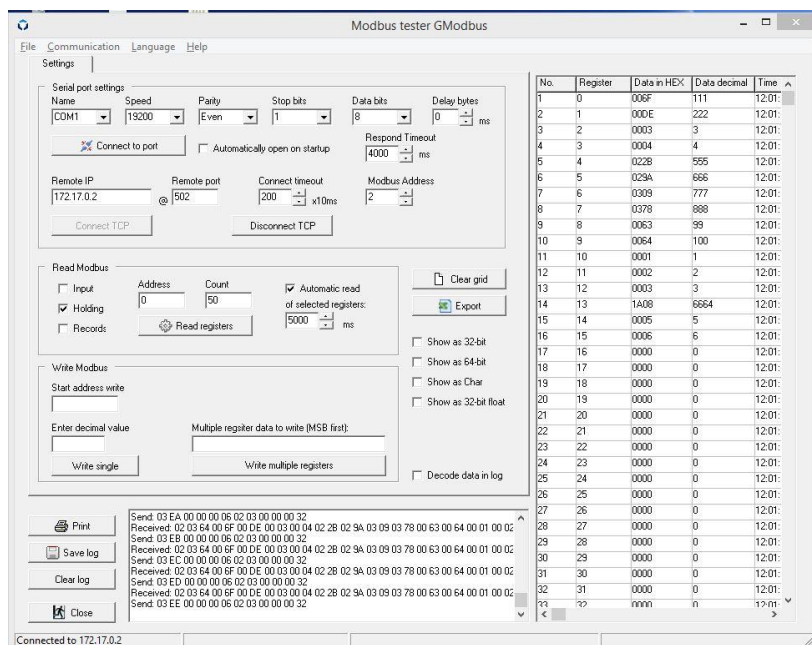 Modbus tester GModbus
File Communication Language Help
Settings
Serial port settings
Name Speed Parity Stop bits Data bits Delay bytes
COM1 19200 Even 1 8 0 ms
Connect to port Automatically open on startup
Respond Timeout
4000 ms
Remote IP Remote port Connect timeout Modbus Address
172.17.0.2 @ 502 200 x10ms 2
Connect TCP Disconnect TCP
Read Modbus
Input Address Count Automatic read
Holding 0 50 of selected registers:
Records Read registers 5000 ms
Clear grid
Export
Show as 32-bit
Show as 64-bit
Show as Char
Show as 32-bit float
Write Modbus
Start address write
Enter decimal value Multiple regsiter data to write (MSB first):
Write single Write multiple registers
Decode data in log
Print
Save log
Clear log
Close
Send: 03 EA 00 00 00 06 02 03 00 00 00 32
Received: 02 03 64 00 6F 00 DE 00 03 00 04 02 2B 02 9A 03 09 03 78 00 63 00 64 00 01 00 02
Send: 03 EB 00 00 00 06 02 03 00 00 00 32
Received: 02 03 64 00 6F 00 DE 00 03 00 04 02 2B 02 9A 03 09 03 78 00 63 00 64 00 01 00 02
Send: 03 EC 00 00 00 06 02 03 00 00 00 32
Received: 02 03 64 00 6F 00 DE 00 03 00 04 02 2B 02 9A 03 09 03 78 00 63 00 64 00 01 00 02
Send: 03 ED 00 00 00 06 02 03 00 00 00 32
Received: 02 03 64 00 6F 00 DE 00 03 00 04 02 2B 02 9A 03 09 03 78 00 63 00 64 00 01 00 02
Send: 03 EE 00 00 00 06 02 03 00 00 00 32
No. Register Data in HEX Data decimal Time
1 0 006F 111 12:01:
2 1 00DE 222 12:01:
3 2 0003 3 12:01:
4 3 0004 4 12:01:
5 4 022B 555 12:01:
6 5 029A 666 12:01:
7 6 0309 777 12:01:
8 7 0378 888 12:01:
9 8 0063 99 12:01:
10 9 0064 100 12:01:
11 10 0001 1 12:01:
12 11 0002 2 12:01:
13 12 0003 3 12:01:
14 13 1A08 6664 12:01:
15 14 0005 5 12:01:
16 15 0006 6 12:01:
17 16 0000 0 12:01:
18 17 0000 0 12:01:
19 18 0000 0 12:01:
20 19 0000 0 12:01:
21 20 0000 0 12:01:
22 21 0000 0 12:01:
23 22 0000 0 12:01:
24 23 0000 0 12:01:
25 24 0000 0 12:01:
26 25 0000 0 12:01:
27 26 0000 0 12:01:
28 27 0000 0 12:01:
29 28 0000 0 12:01:
30 29 0000 0 12:01:
31 30 0000 0 12:01:
32 31 0000 0 12:01:
33 32 0000 0 12:01:
Connected to 172.17.0.2